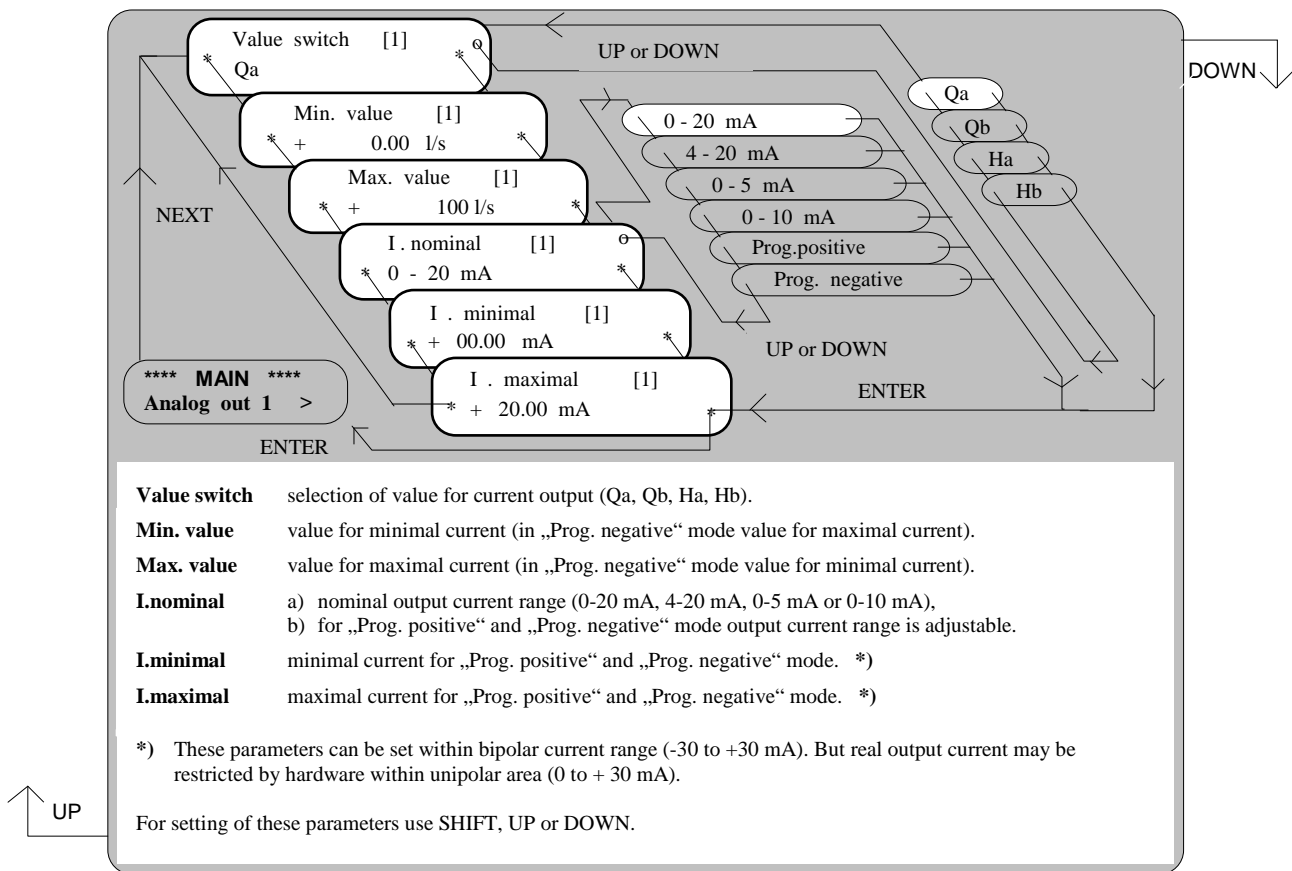 Value switch [1] o
* Qa *
UP or DOWN
DOWN
Min. value [1]
* + 0.00 l/s *
Max. value [1]
* + 100 l/s *
I . nominal [1] o
* 0 - 20 mA *
I . minimal [1]
* + 00.00 mA *
I . maximal [1]
* + 20.00 mA *
0 - 20 mA
4 - 20 mA
0 - 5 mA
0 - 10 mA
Prog.positive
Prog. negative
Qa
Qb
Ha
Hb
NEXT
UP or DOWN
**** MAIN ****
Analog out 1 >
ENTER
ENTER
Value switch selection of value for current output (Qa, Qb, Ha, Hb).
Min. value value for minimal current (in „Prog. negative“ mode value for maximal current).
Max. value value for maximal current (in „Prog. negative“ mode value for minimal current).
I.nominal a) nominal output current range (0-20 mA, 4-20 mA, 0-5 mA or 0-10 mA),
b) for „Prog. positive“ and „Prog. negative“ mode output current range is adjustable.
I.minimal minimal current for „Prog. positive“ and „Prog. negative“ mode. *)
I.maximal maximal current for „Prog. positive“ and „Prog. negative“ mode. *)
*) These parameters can be set within bipolar current range (-30 to +30 mA). But real output current may be
restricted by hardware within unipolar area (0 to + 30 mA).
UP
For setting of these parameters use SHIFT, UP or DOWN.